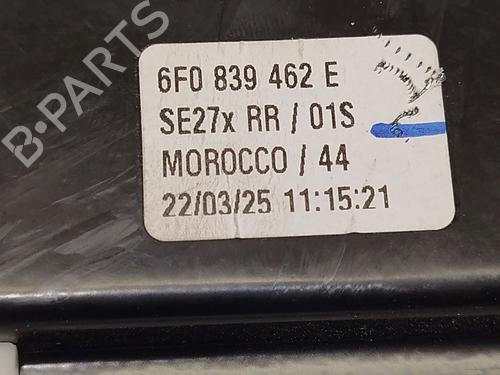 6F0 839 462 E
SE27x RR / 01S
MOROCCO / 44
22/03/25 11:15:21
B-PARTS